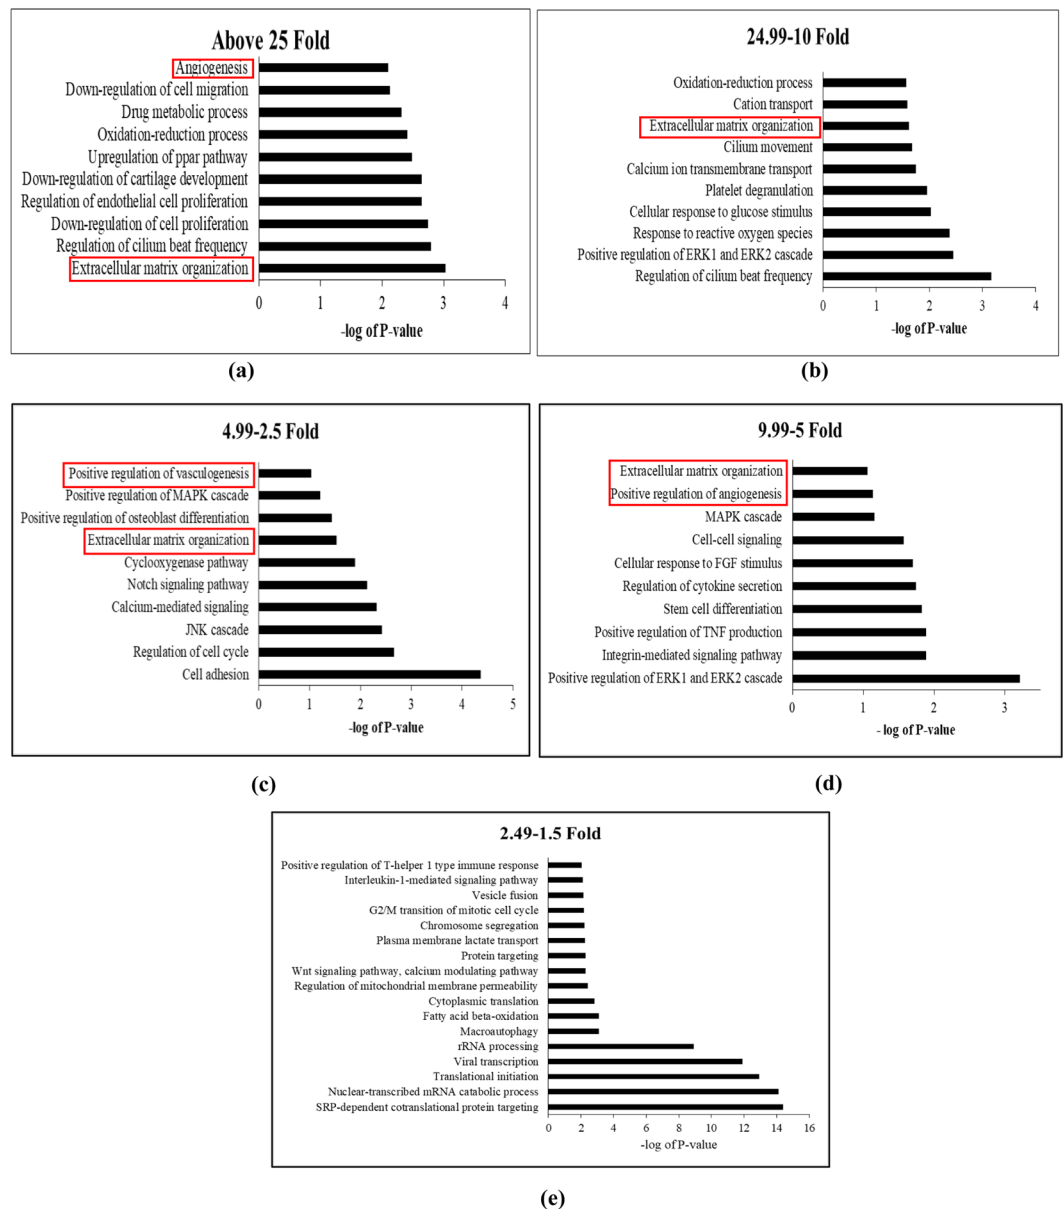 Above 25 Fold
Angiogenesis
Down-regulation of cell migration
Drug metabolic process
Oxidation-reduction process
Upregulation of ppar pathway
Down-regulation of cartilage development
Regulation of endothelial cell proliferation
Down-regulation of cell proliferation
Regulation of cilium beat frequency
Extracellular matrix organization
0 1 2 3 4
-log of P-value
(a)
24.99-10 Fold
Oxidation-reduction process
Cation transport
Extracellular matrix organization
Cilium movement
Calcium ion transmembrane transport
Platelet degranulation
Cellular response to glucose stimulus
Response to reactive oxygen species
Positive regulation of ERK1 and ERK2 cascade
Regulation of cilium beat frequency
0 1 2 3 4
-log of P-value
(b)
4.99-2.5 Fold
Positive regulation of vasculogenesis
Positive regulation of MAPK cascade
Positive regulation of osteoblast differentiation
Extracellular matrix organization
Cyclooxygenase pathway
Notch signaling pathway
Calcium-mediated signaling
JNK cascade
Regulation of cell cycle
Cell adhesion
0 1 2 3 4 5
-log of P-value
(c)
9.99-5 Fold
Extracellular matrix organization
Positive regulation of angiogenesis
MAPK cascade
Cell-cell signaling
Cellular response to FGF stimulus
Regulation of cytokine secretion
Stem cell differentiation
Positive regulation of TNF production
Integrin-mediated signaling pathway
Positive regulation of ERK1 and ERK2 cascade
0 1 2 3
- log of P-value
(d)
2.49-1.5 Fold
Positive regulation of T-helper 1 type immune response
Interleukin-1-mediated signaling pathway
Vesicle fusion
G2/M transition of mitotic cell cycle
Chromosome segregation
Plasma membrane lactate transport
Protein targeting
Wnt signaling pathway, calcium modulating pathway
Regulation of mitochondrial membrane permeability
Cytoplasmic translation
Fatty acid beta-oxidation
Macroautophagy
rRNA processing
Viral transcription
Translational initiation
Nuclear-transcribed mRNA catabolic process
SRP-dependent cotranslational protein targeting
0 2 4 6 8 10 12 14 16
-log of P-value
(e)